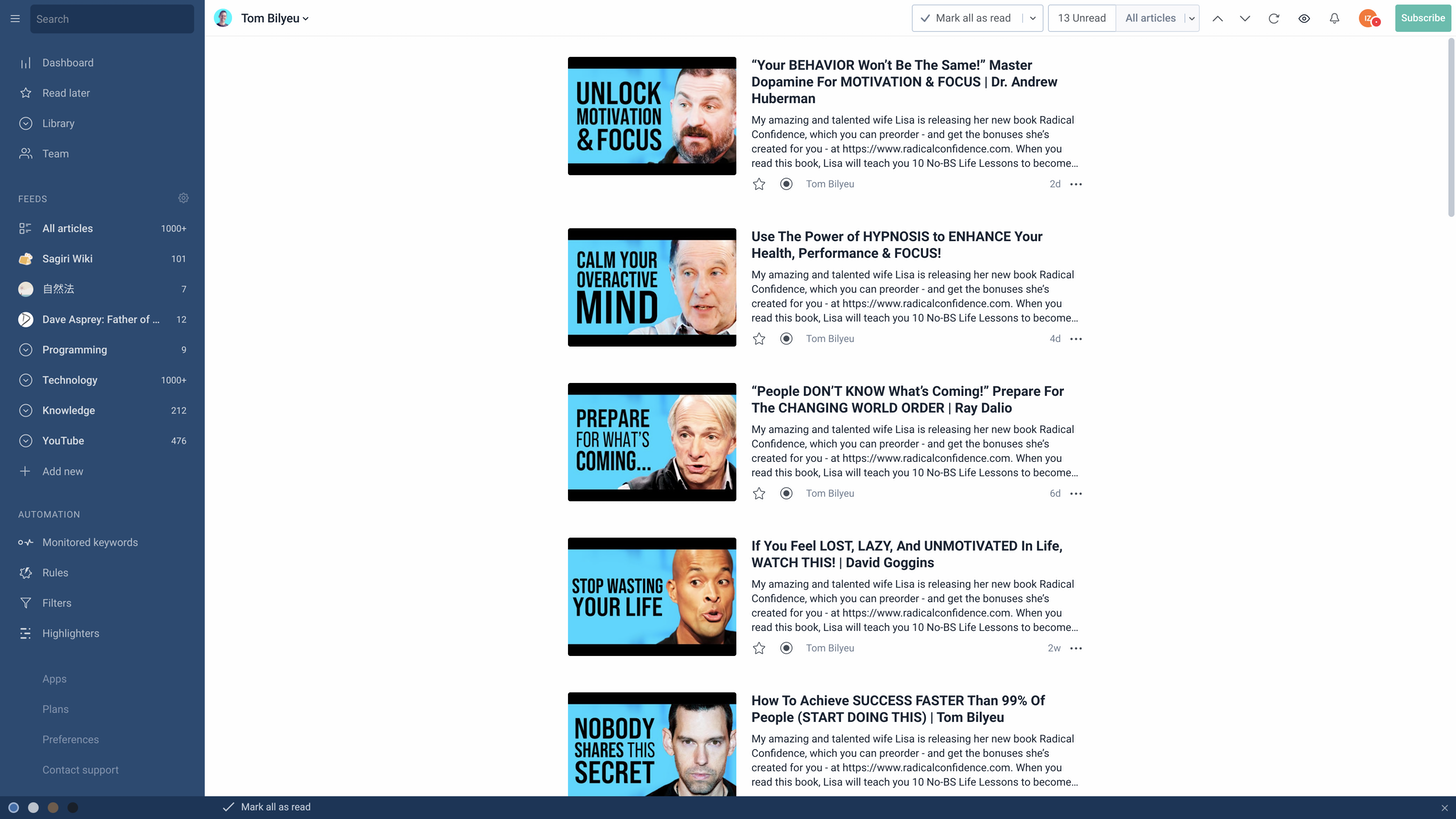 Search
Dashboard
Read later
Library
Team
FEEDS
All articles 1000+
Sagiri Wiki 101
自然法 7
Dave Asprey: Father of ... 12
Programming 9
Technology 1000+
Knowledge 212
YouTube 476
Add new
AUTOMATION
Monitored keywords
Rules
Filters
Highlighters
Apps
Plans
Preferences
Contact support
Tom Bilyeu
Mark all as read
13 Unread
All articles
IZ
Subscribe
UNLOCK
MOTIVATION
& FOCUS
“Your BEHAVIOR Won’t Be The Same!” Master
Dopamine For MOTIVATION & FOCUS | Dr. Andrew
Huberman
My amazing and talented wife Lisa is releasing her new book Radical
Confidence, which you can preorder - and get the bonuses she’s
created for you - at https://www.radicalconfidence.com. When you
read this book, Lisa will teach you 10 No-BS Life Lessons to become...
Tom Bilyeu 2d
CALM YOUR
OVERACTIVE
MIND
Use The Power of HYPNOSIS to ENHANCE Your
Health, Performance & FOCUS!
My amazing and talented wife Lisa is releasing her new book Radical
Confidence, which you can preorder - and get the bonuses she’s
created for you - at https://www.radicalconfidence.com. When you
read this book, Lisa will teach you 10 No-BS Life Lessons to become...
Tom Bilyeu 4d
PREPARE
FOR WHAT'S
COMING...
“People DON’T KNOW What’s Coming!” Prepare For
The CHANGING WORLD ORDER | Ray Dalio
My amazing and talented wife Lisa is releasing her new book Radical
Confidence, which you can preorder - and get the bonuses she’s
created for you - at https://www.radicalconfidence.com. When you
read this book, Lisa will teach you 10 No-BS Life Lessons to become...
Tom Bilyeu 6d
STOP WASTING
YOUR LIFE
If You Feel LOST, LAZY, And UNMOTIVATED In Life,
WATCH THIS! | David Goggins
My amazing and talented wife Lisa is releasing her new book Radical
Confidence, which you can preorder - and get the bonuses she’s
created for you - at https://www.radicalconfidence.com. When you
read this book, Lisa will teach you 10 No-BS Life Lessons to become...
Tom Bilyeu 2w
NOBODY
SHARES THIS
SECRET
How To Achieve SUCCESS FASTER Than 99% Of
People (START DOING THIS) | Tom Bilyeu
My amazing and talented wife Lisa is releasing her new book Radical
Confidence, which you can preorder - and get the bonuses she’s
created for you - at https://www.radicalconfidence.com. When you
read this book, Lisa will teach you 10 No-BS Life Lessons to become...
Mark all as read